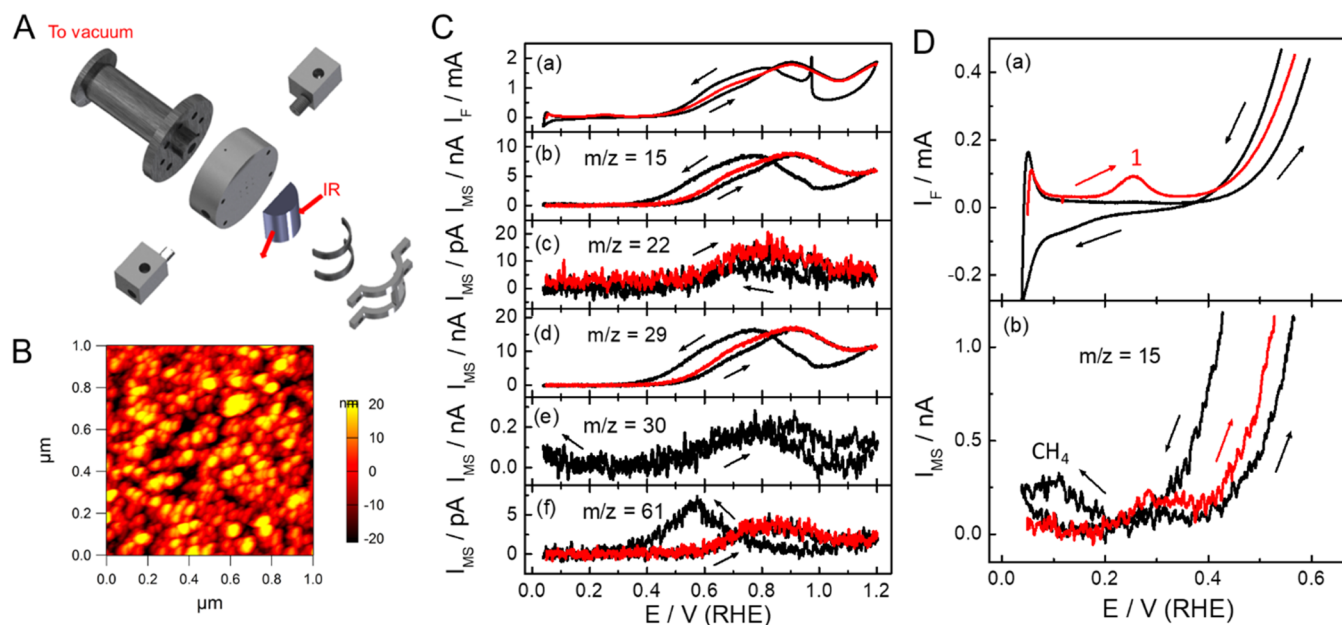 A
To vacuum
IR
B
1.0
0.8
0.6
0.4
0.2
0.0
µm
0.0 0.2 0.4 0.6 0.8 1.0
µm
nm
20
10
0
-10
-20
C
(a)
I_F / mA
2
1
0
(b)
m/z = 15
I_MS / nA
10
5
0
(c)
m/z = 22
I_MS / pA
20
15
10
5
0
(d)
m/z = 29
I_MS / nA
20
10
0
(e)
m/z = 30
I_MS / nA
0.2
0.0
(f)
m/z = 61
I_MS / pA
5
0
0.0 0.2 0.4 0.6 0.8 1.0 1.2
E / V (RHE)
D
(a)
I_F / mA
0.4
0.2
0.0
-0.2
1
(b)
m/z = 15
I_MS / nA
1.0
0.5
0.0
CH4
0.0 0.2 0.4 0.6
E / V (RHE)